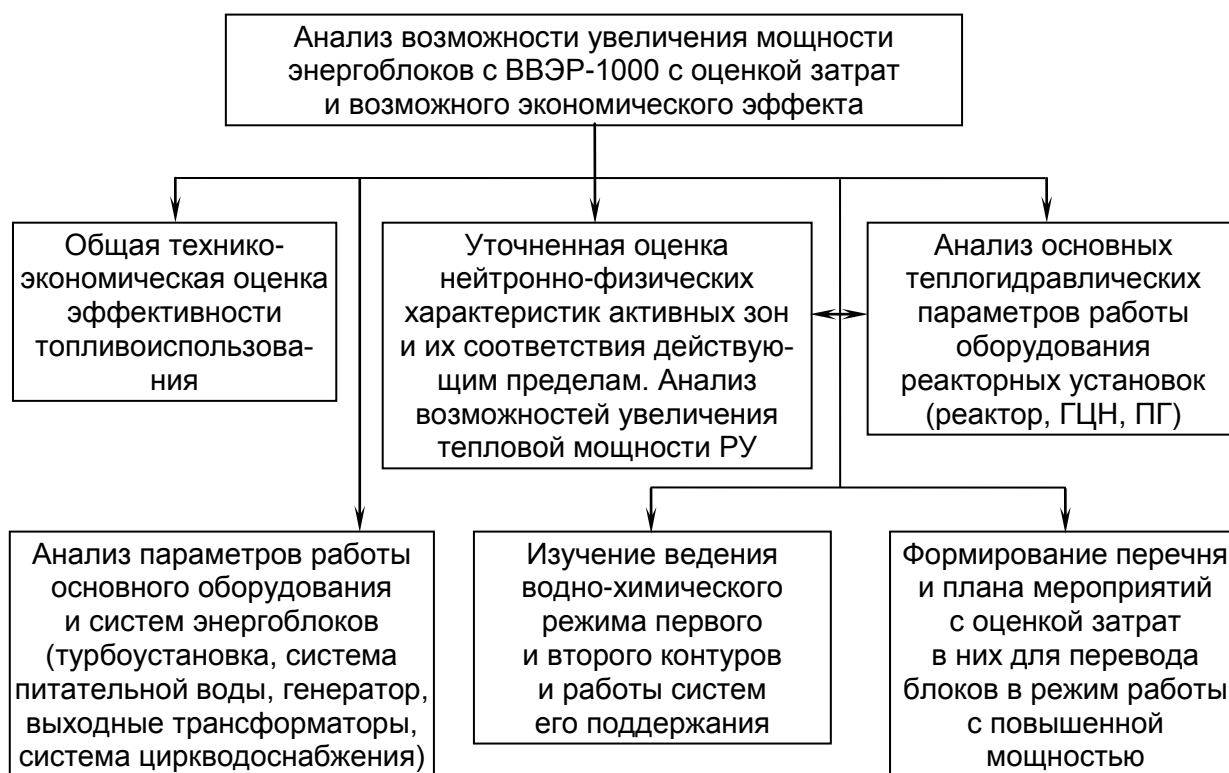 Анализ возможности увеличения мощности
энергоблоков с ВВЭР-1000 с оценкой затрат
и возможного экономического эффекта
Общая технико-
экономическая оценка
эффективности
топливоиспользова-
ния
Уточненная оценка
нейтронно-физических
характеристик активных зон
и их соответствия действую-
щим пределам. Анализ
возможностей увеличения
тепловой мощности РУ
Анализ основных
теплогидравлических
параметров работы
оборудования
реакторных установок
(реактор, ГЦН, ПГ)
Анализ параметров работы
основного оборудования
и систем энергоблоков
(турбоустановка, система
питательной воды, генератор,
выходные трансформаторы,
система циркводоснабжения)
Изучение ведения
водно-химического
режима первого
и второго контуров
и работы систем
его поддержания
Формирование перечня
и плана мероприятий
с оценкой затрат
в них для перевода
блоков в режим работы
с повышенной
мощностью